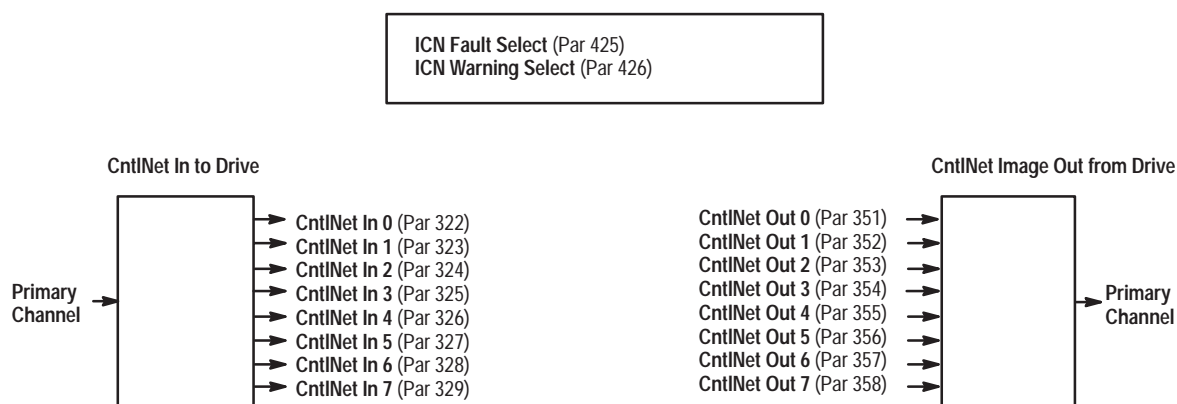 ICN Fault Select (Par 425)
ICN Warning Select (Par 426)
CntlNet In to Drive
CntlNet Image Out from Drive
Primary
Channel
CntlNet In 0 (Par 322)
CntlNet In 1 (Par 323)
CntlNet In 2 (Par 324)
CntlNet In 3 (Par 325)
CntlNet In 4 (Par 326)
CntlNet In 5 (Par 327)
CntlNet In 6 (Par 328)
CntlNet In 7 (Par 329)
CntlNet Out 0 (Par 351)
CntlNet Out 1 (Par 352)
CntlNet Out 2 (Par 353)
CntlNet Out 3 (Par 354)
CntlNet Out 4 (Par 355)
CntlNet Out 5 (Par 356)
CntlNet Out 6 (Par 357)
CntlNet Out 7 (Par 358)
Primary
Channel